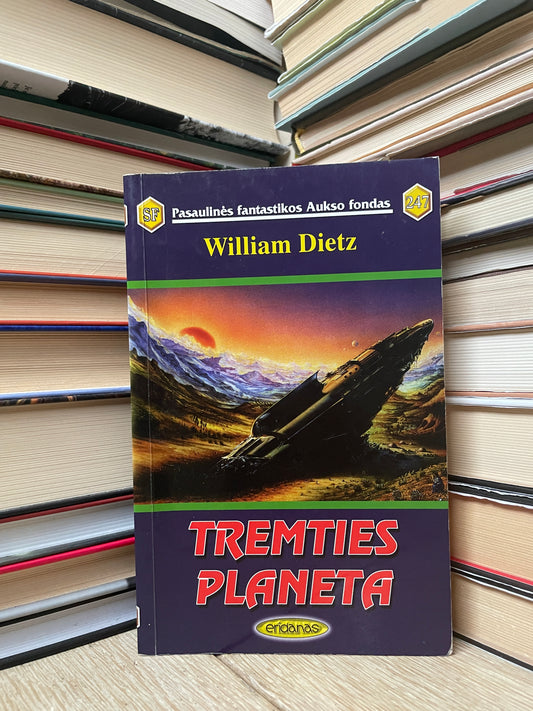 SF
Pasaulinės fantastikos Aukso fondas
247
William Dietz
TREMTIES
PLANETA
eridanas